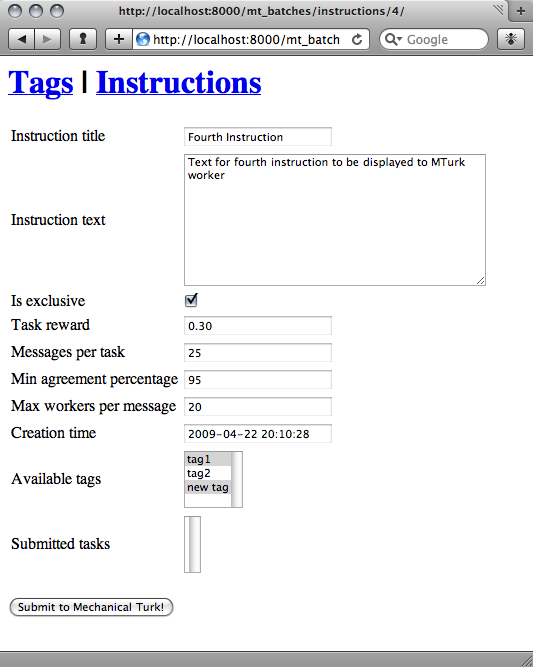 http://localhost:8000/mt_batches/instructions/4/
http://localhost:8000/mt_batch
Google
Tags | Instructions
Instruction title
Fourth Instruction
Instruction text
Text for fourth instruction to be displayed to MTurk
worker
Is exclusive
Task reward
0.30
Messages per task
25
Min agreement percentage
95
Max workers per message
20
Creation time
2009-04-22 20:10:28
Available tags
tag1
tag2
new tag
Submitted tasks
Submit to Mechanical Turk!